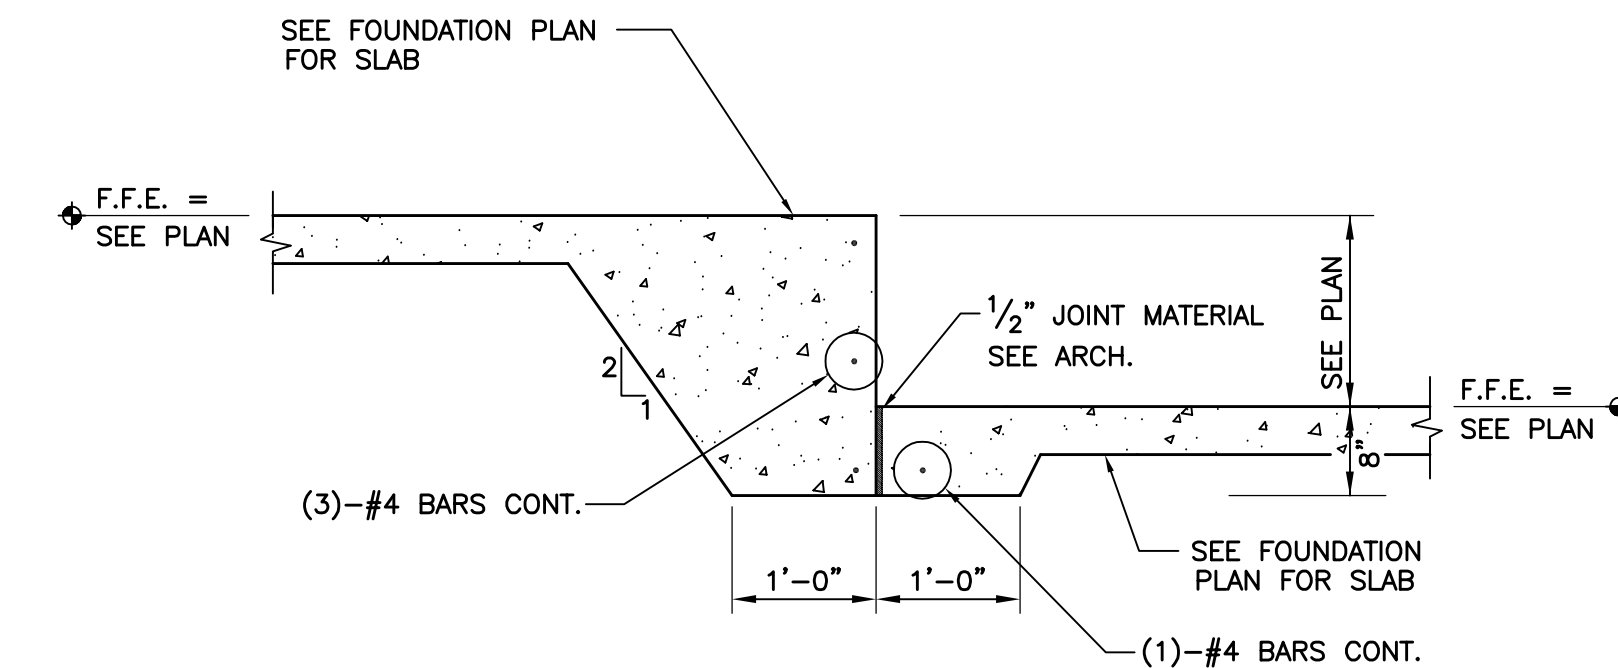 SEE FOUNDATION PLAN
FOR SLAB
F.F.E. =
SEE PLAN
1/2" JOINT MATERIAL
SEE ARCH.
SEE PLAN
2
1
F.F.E. =
SEE PLAN
8"
(3)-#4 BARS CONT.
1'-0"
1'-0"
SEE FOUNDATION
PLAN FOR SLAB
(1)-#4 BARS CONT.